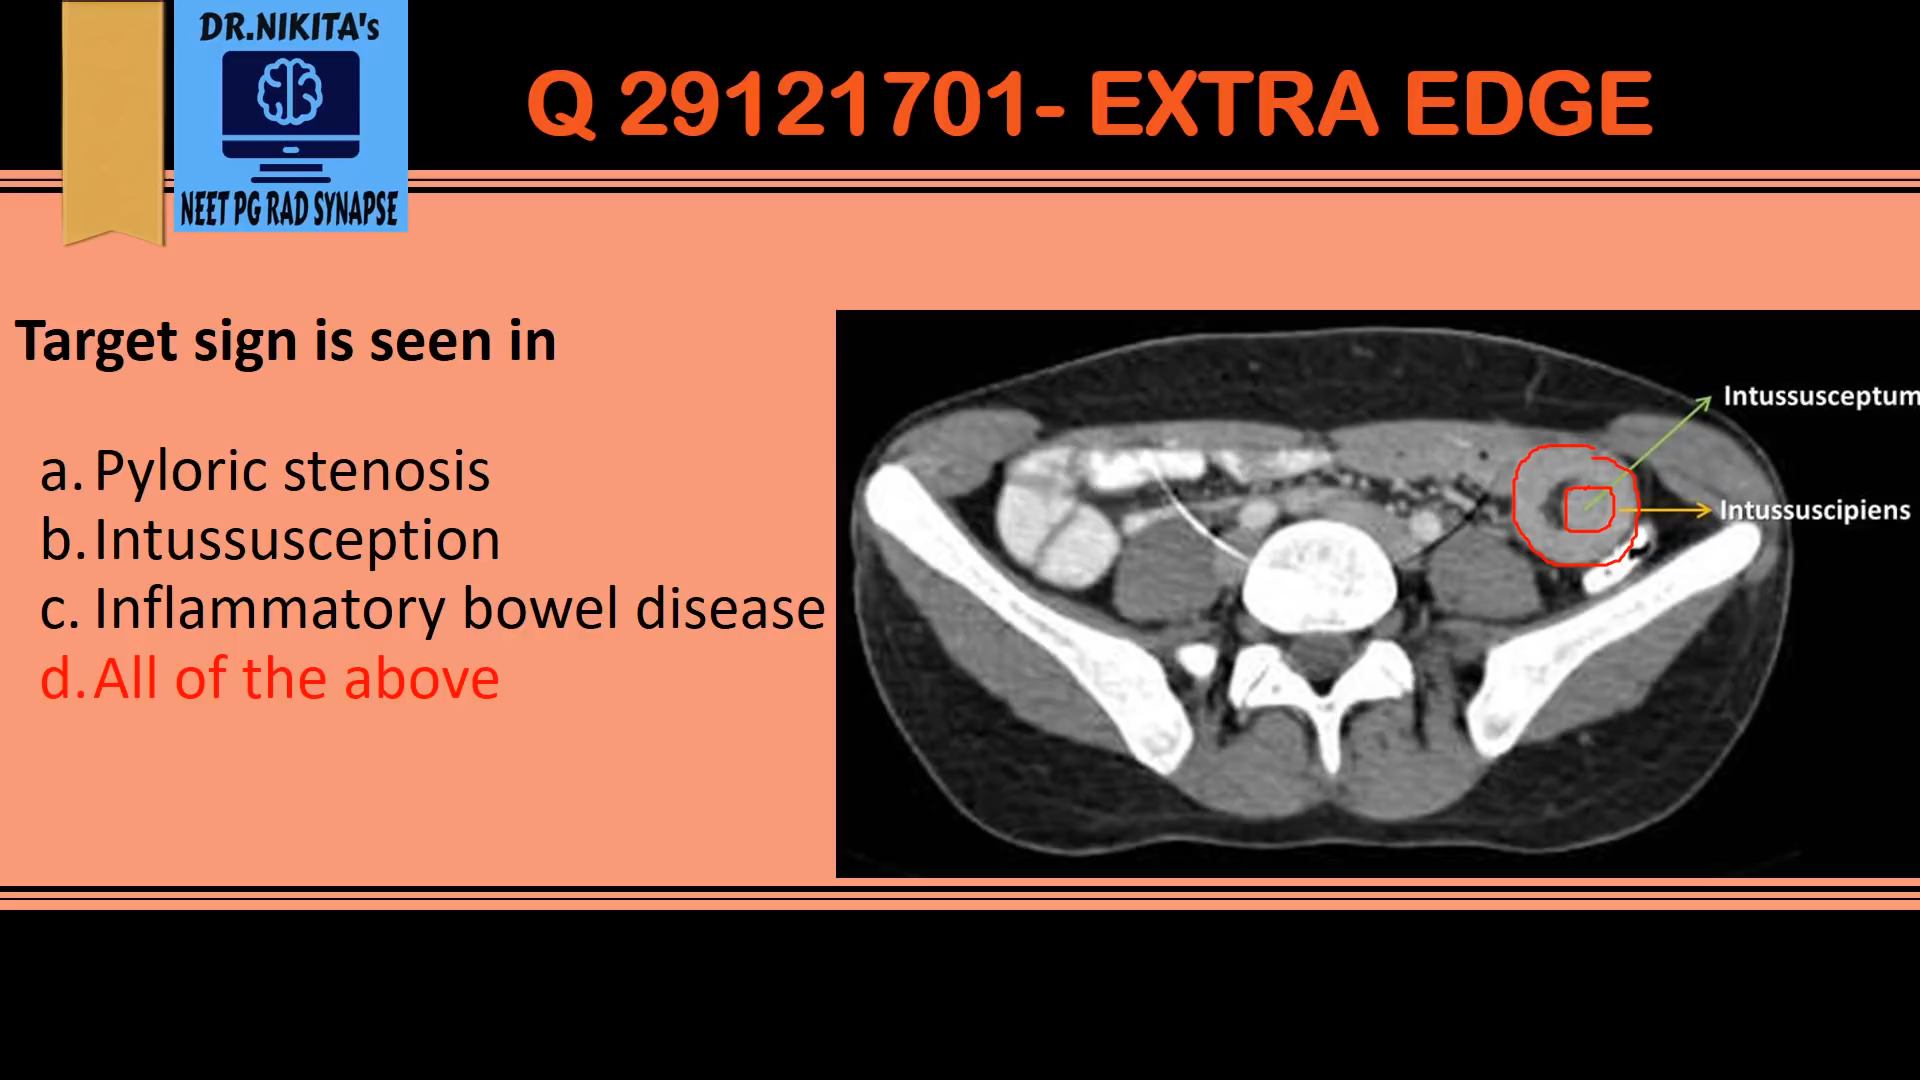 DR.NIKITA's
NEET PG RAD SYNAPSE
Q 29121701- EXTRA EDGE
Target sign is seen in
a. Pyloric stenosis
b. Intussusception
c. Inflammatory bowel disease
d. All of the above
Intussusceptum
Intussuscipiens